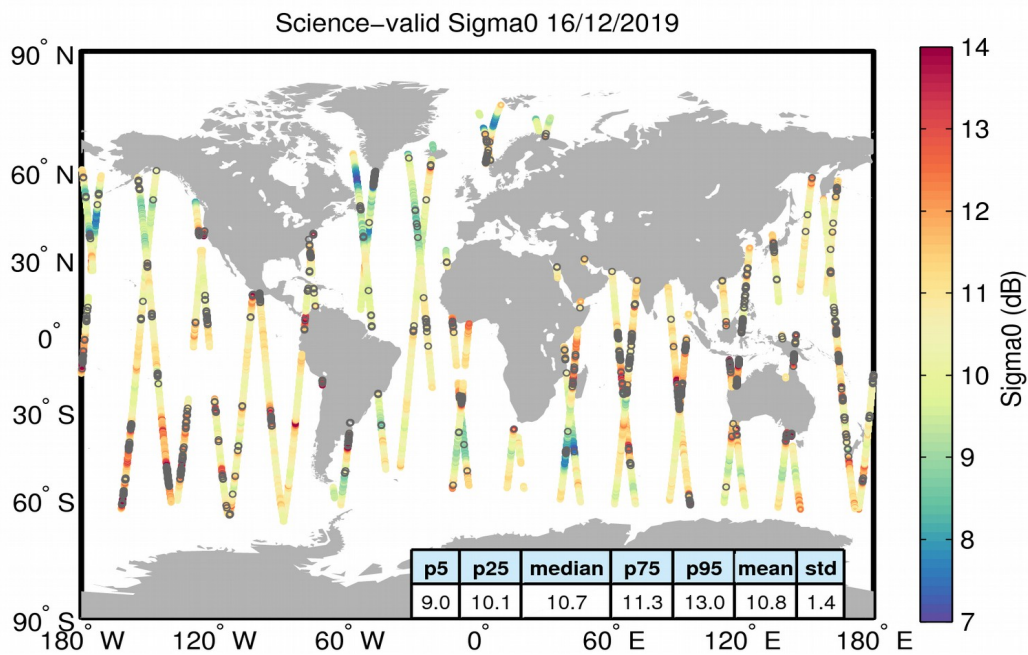 Science-valid Sigma0 16/12/2019
90° N
60° N
30° N
0°
30° S
60° S
90° S
180° W
120° W
60° W
0°
60° E
120° E
180° E
14
13
12
11
10
9
8
7
Sigma0 (dB)
p5 p25 median p75 p95 mean std
9.0 10.1 10.7 11.3 13.0 10.8 1.4